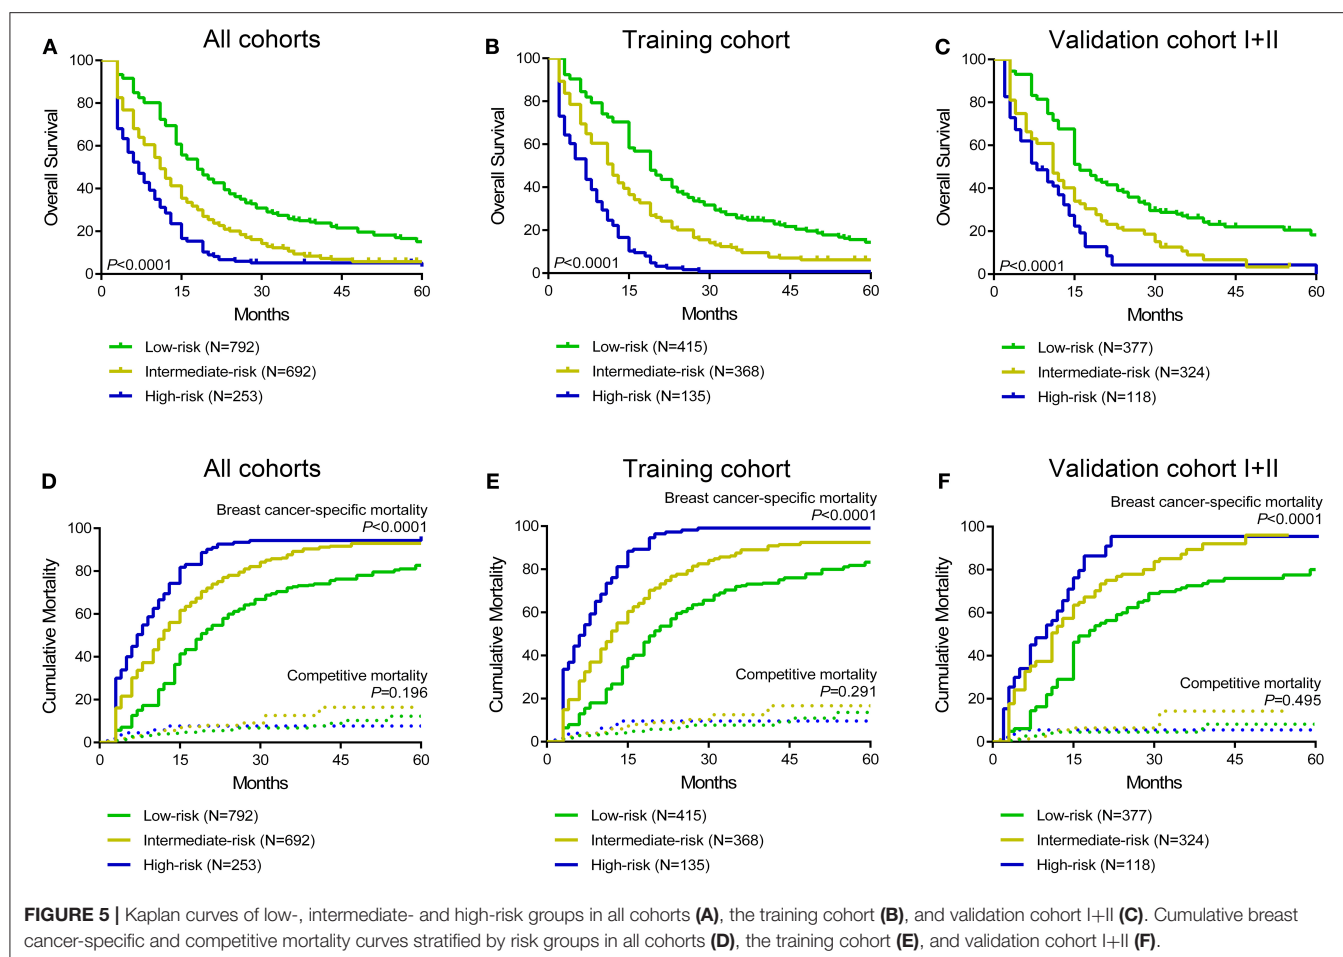 A
All cohorts
100
80
60
40
20
0
Overall Survival
P<0.0001
0 15 30 45 60
Months
Low-risk (N=792)
Intermediate-risk (N=692)
High-risk (N=253)
B
Training cohort
100
80
60
40
20
0
Overall Survival
P<0.0001
0 15 30 45 60
Months
Low-risk (N=415)
Intermediate-risk (N=368)
High-risk (N=135)
C
Validation cohort I+II
100
80
60
40
20
0
Overall Survival
P<0.0001
0 15 30 45 60
Months
Low-risk (N=377)
Intermediate-risk (N=324)
High-risk (N=118)
D
All cohorts
Breast cancer-specific mortality
P<0.0001
100
80
60
40
20
0
Cumulative Mortality
Competitive mortality
P=0.196
0 15 30 45 60
Months
Low-risk (N=792)
Intermediate-risk (N=692)
High-risk (N=253)
E
Training cohort
Breast cancer-specific mortality
P<0.0001
100
80
60
40
20
0
Cumulative Mortality
Competitive mortality
P=0.291
0 15 30 45 60
Months
Low-risk (N=415)
Intermediate-risk (N=368)
High-risk (N=135)
F
Validation cohort I+II
Breast cancer-specific mortality
P<0.0001
100
80
60
40
20
0
Cumulative Mortality
Competitive mortality
P=0.495
0 15 30 45 60
Months
Low-risk (N=377)
Intermediate-risk (N=324)
High-risk (N=118)
FIGURE 5 | Kaplan curves of low-, intermediate- and high-risk groups in all cohorts (A), the training cohort (B), and validation cohort I+II (C). Cumulative breast
cancer-specific and competitive mortality curves stratified by risk groups in all cohorts (D), the training cohort (E), and validation cohort I+II (F).